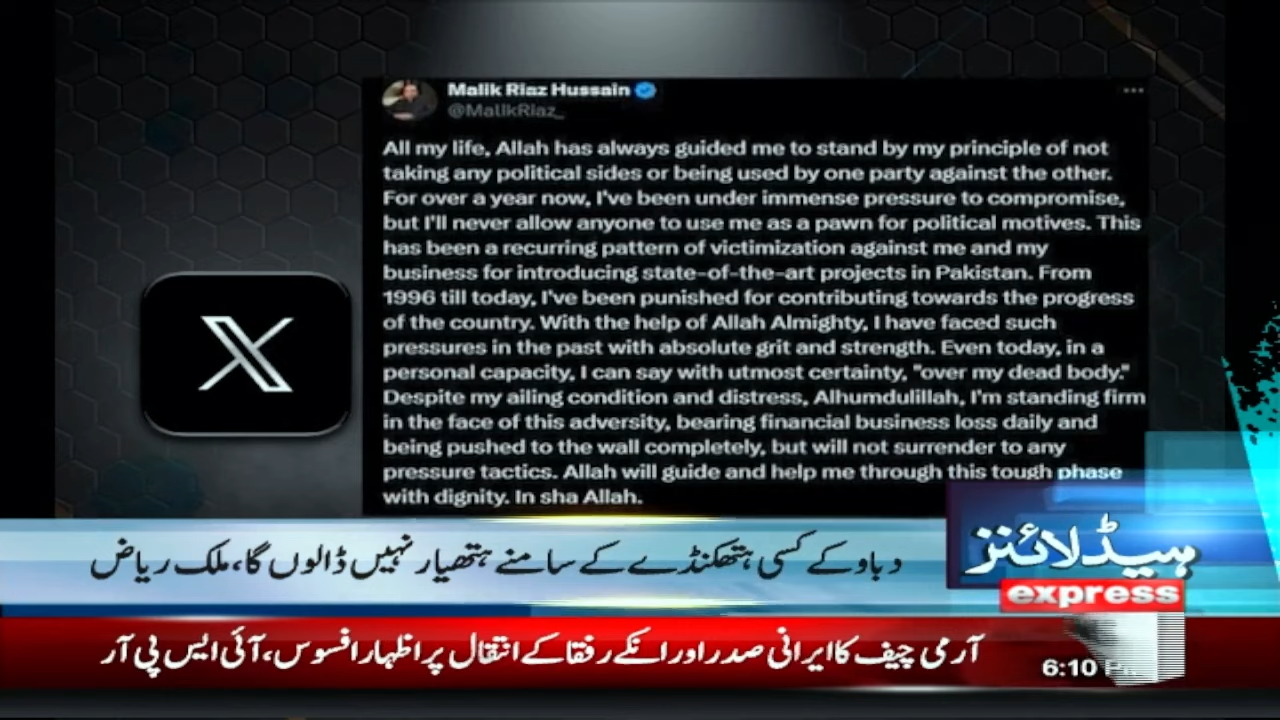 Malik Riaz Hussain
@MalikRiaz_
All my life, Allah has always guided me to stand by my principle of not
taking any political sides or being used by one party against the other.
For over a year now, I've been under immense pressure to compromise,
but I'll never allow anyone to use me as a pawn for political motives. This
has been a recurring pattern of victimization against me and my
business for introducing state-of-the-art projects in Pakistan. From
1996 till today, I've been punished for contributing towards the progress
of the country. With the help of Allah Almighty, I have faced such
pressures in the past with absolute grit and strength. Even today, in a
personal capacity, I can say with utmost certainty, "over my dead body."
Despite my ailing condition and distress, Alhumdulillah, I'm standing firm
in the face of this adversity, bearing financial business loss daily and
being pushed to the wall completely, but will not surrender to any
pressure tactics. Allah will guide and help me through this tough phase
with dignity. In sha Allah.
ہیڈلائنز
express
دباو کے کسی ہتھکنڈے کے سامنے ہتھیار نہیں ڈالوں گا، ملک ریاض
آرمی چیف کا ایرانی صدر اور انکے رفقا کے انتقال پر اظہار افسوس، آئی ایس پی آر
6:10